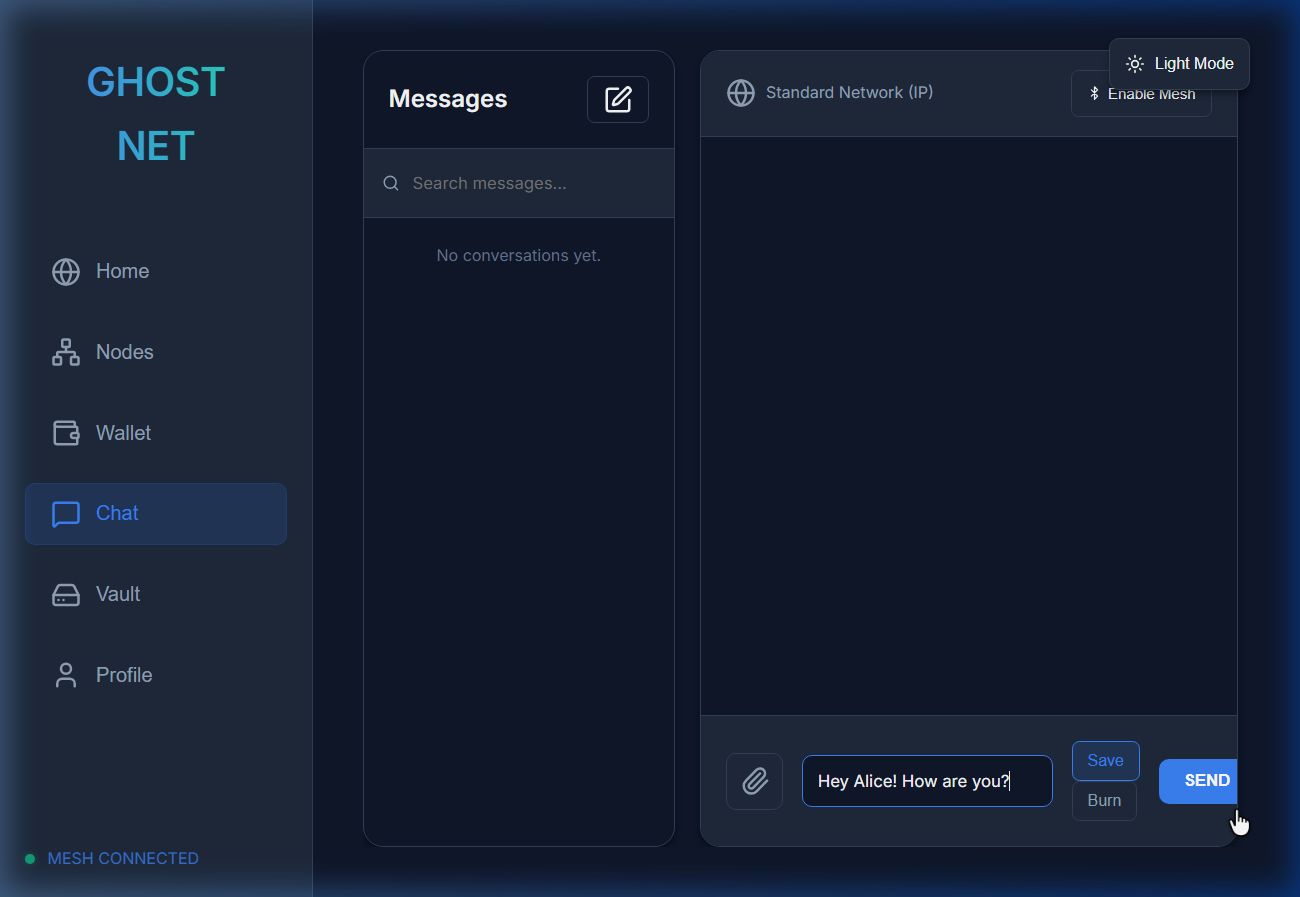 GHOST
NET
Home
Nodes
Wallet
Chat
Vault
Profile
MESH CONNECTED
Messages
Search messages...
No conversations yet.
Standard Network (IP)
Light Mode
Enable Mesh
Hey Alice! How are you?
Save
Burn
SEND